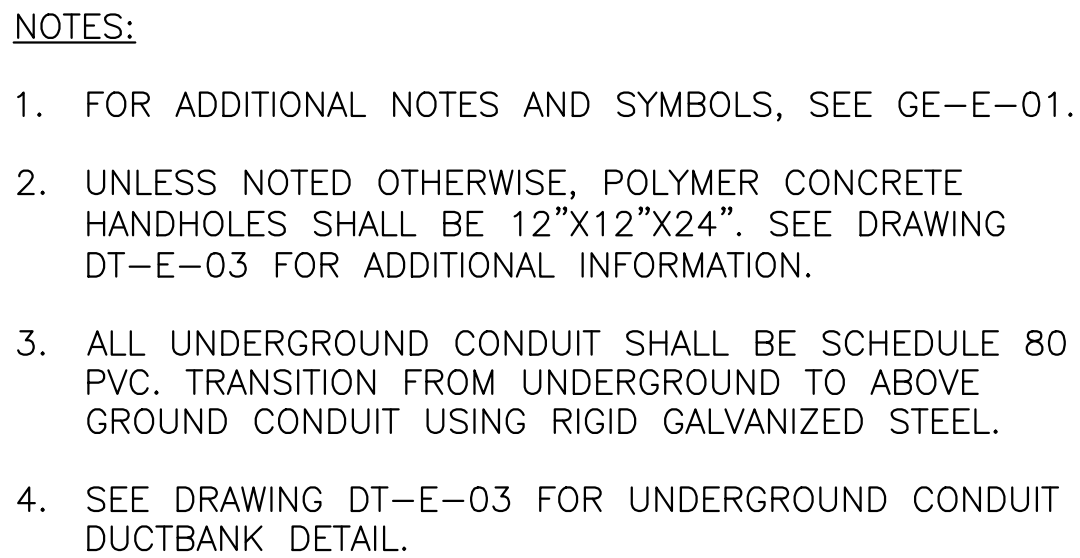 NOTES:
1. FOR ADDITIONAL NOTES AND SYMBOLS, SEE GE-E-01.
2. UNLESS NOTED OTHERWISE, POLYMER CONCRETE
HANDHOLES SHALL BE 12"X12"X24". SEE DRAWING
DT-E-03 FOR ADDITIONAL INFORMATION.
3. ALL UNDERGROUND CONDUIT SHALL BE SCHEDULE 80
PVC. TRANSITION FROM UNDERGROUND TO ABOVE
GROUND CONDUIT USING RIGID GALVANIZED STEEL.
4. SEE DRAWING DT-E-03 FOR UNDERGROUND CONDUIT
DUCTBANK DETAIL.